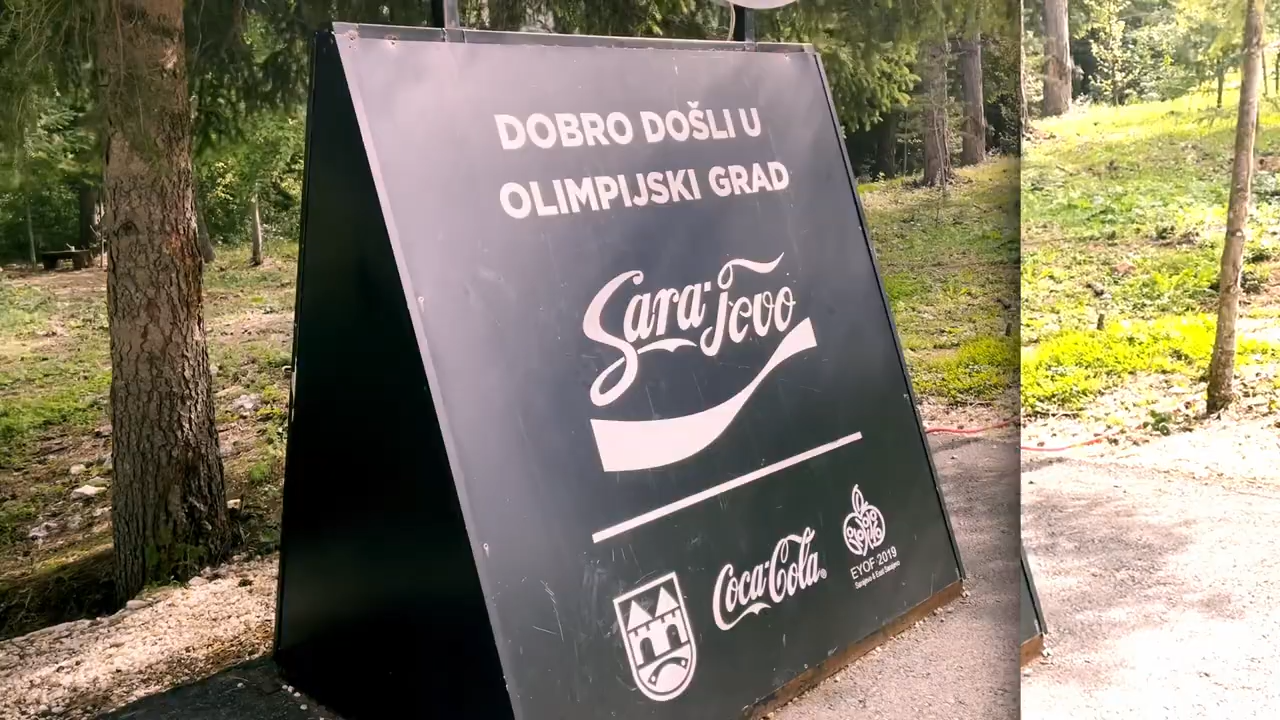 DOBRO DOŠLI U
OLIMPIJSKI GRAD
Sarajevo
Coca-Cola®
EYOF 2019
Sarajevo & East Sarajevo